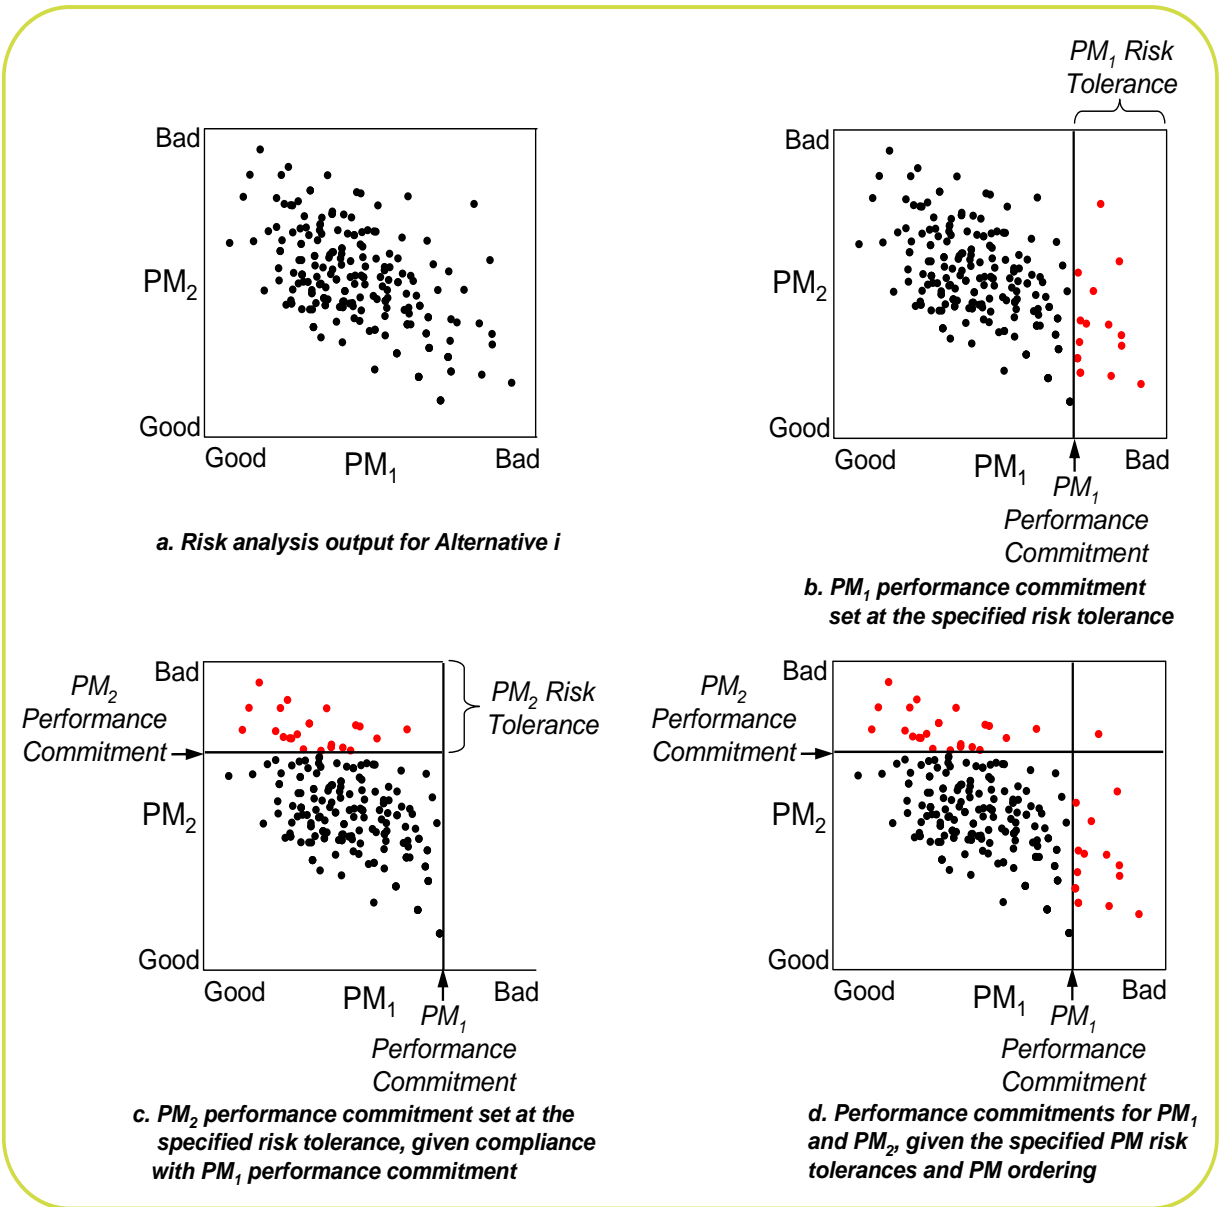 Bad
PM2
Good
Good
PM1
Bad
a. Risk analysis output for Alternative i
PM1 Risk
Tolerance
Bad
PM2
Good
Good
PM1
Bad
PM1
Performance
Commitment
b. PM1 performance commitment
set at the specified risk tolerance
Bad
PM2
Performance
Commitment
PM2 Risk
Tolerance
PM2
Good
Good
PM1
Bad
PM1
Performance
Commitment
c. PM2 performance commitment set at the
specified risk tolerance, given compliance
with PM1 performance commitment
Bad
PM2
Performance
Commitment
PM2
Good
Good
PM1
Bad
PM1
Performance
Commitment
d. Performance commitments for PM1
and PM2, given the specified PM risk
tolerances and PM ordering